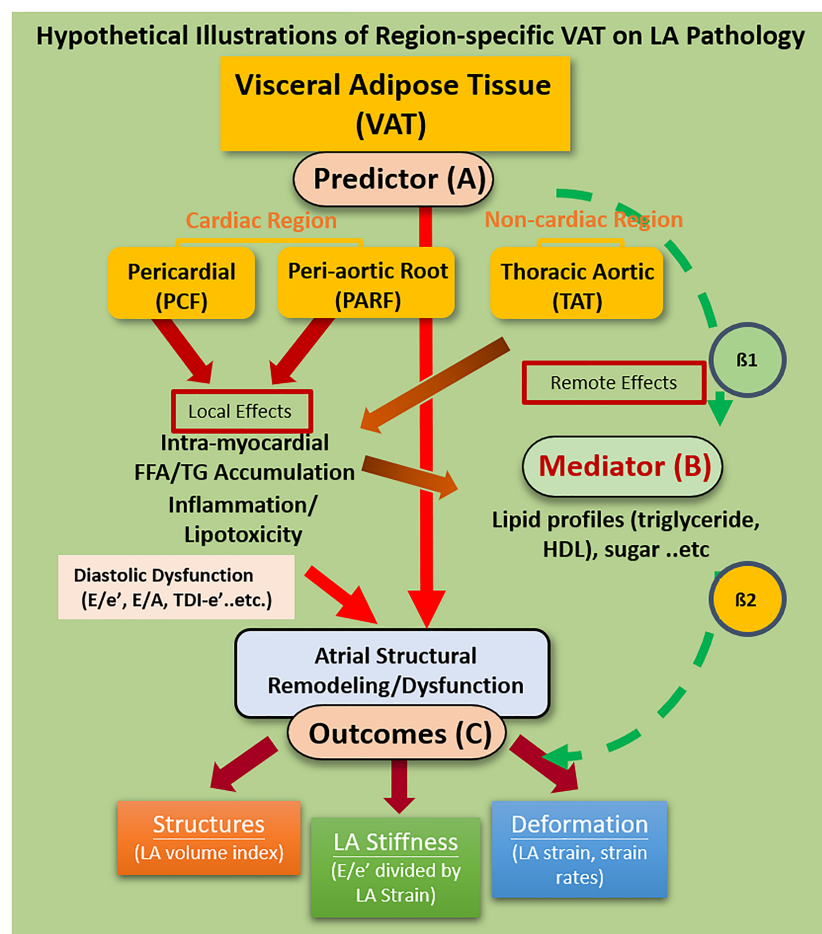 Hypothetical Illustrations of Region-specific VAT on LA Pathology
Visceral Adipose Tissue
(VAT)
Predictor (A)
Cardiac Region
Non-cardiac Region
Pericardial
(PCF)
Peri-aortic Root
(PARF)
Thoracic Aortic
(TAT)
ß1
Remote Effects
Local Effects
Intra-myocardial
FFA/TG Accumulation
Inflammation/
Lipotoxicity
Mediator (B)
Lipid profiles (triglyceride,
HDL), sugar ..etc
Diastolic Dysfunction
(E/e’, E/A, TDI-e’..etc.)
ß2
Atrial Structural
Remodeling/Dysfunction
Outcomes (C)
Structures
(LA volume index)
LA Stiffness
(E/e’ divided by
LA Strain)
Deformation
(LA strain, strain
rates)